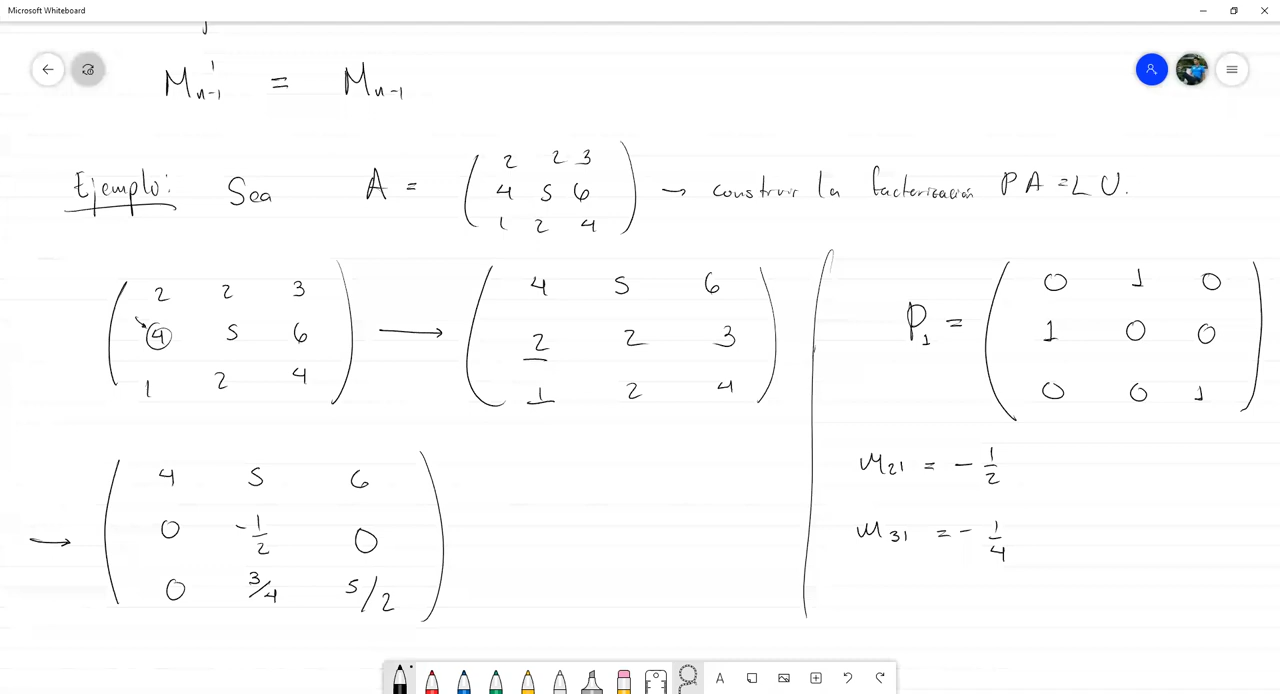 Microsoft Whiteboard
M'n-1 = Mn-1
Ejemplo: Sea A = ( 2 2 3
4 5 6
1 2 4 ) → construir la factorización PA = LU.
( 2 2 3
4 5 6
1 2 4 ) → ( 4 5 6
2 2 3
1 2 4 )
P1 = ( 0 1 0
1 0 0
0 0 1 )
→ ( 4 5 6
0 -1/2 0
0 3/4 5/2 )
m21 = - 1/2
m31 = - 1/4
A